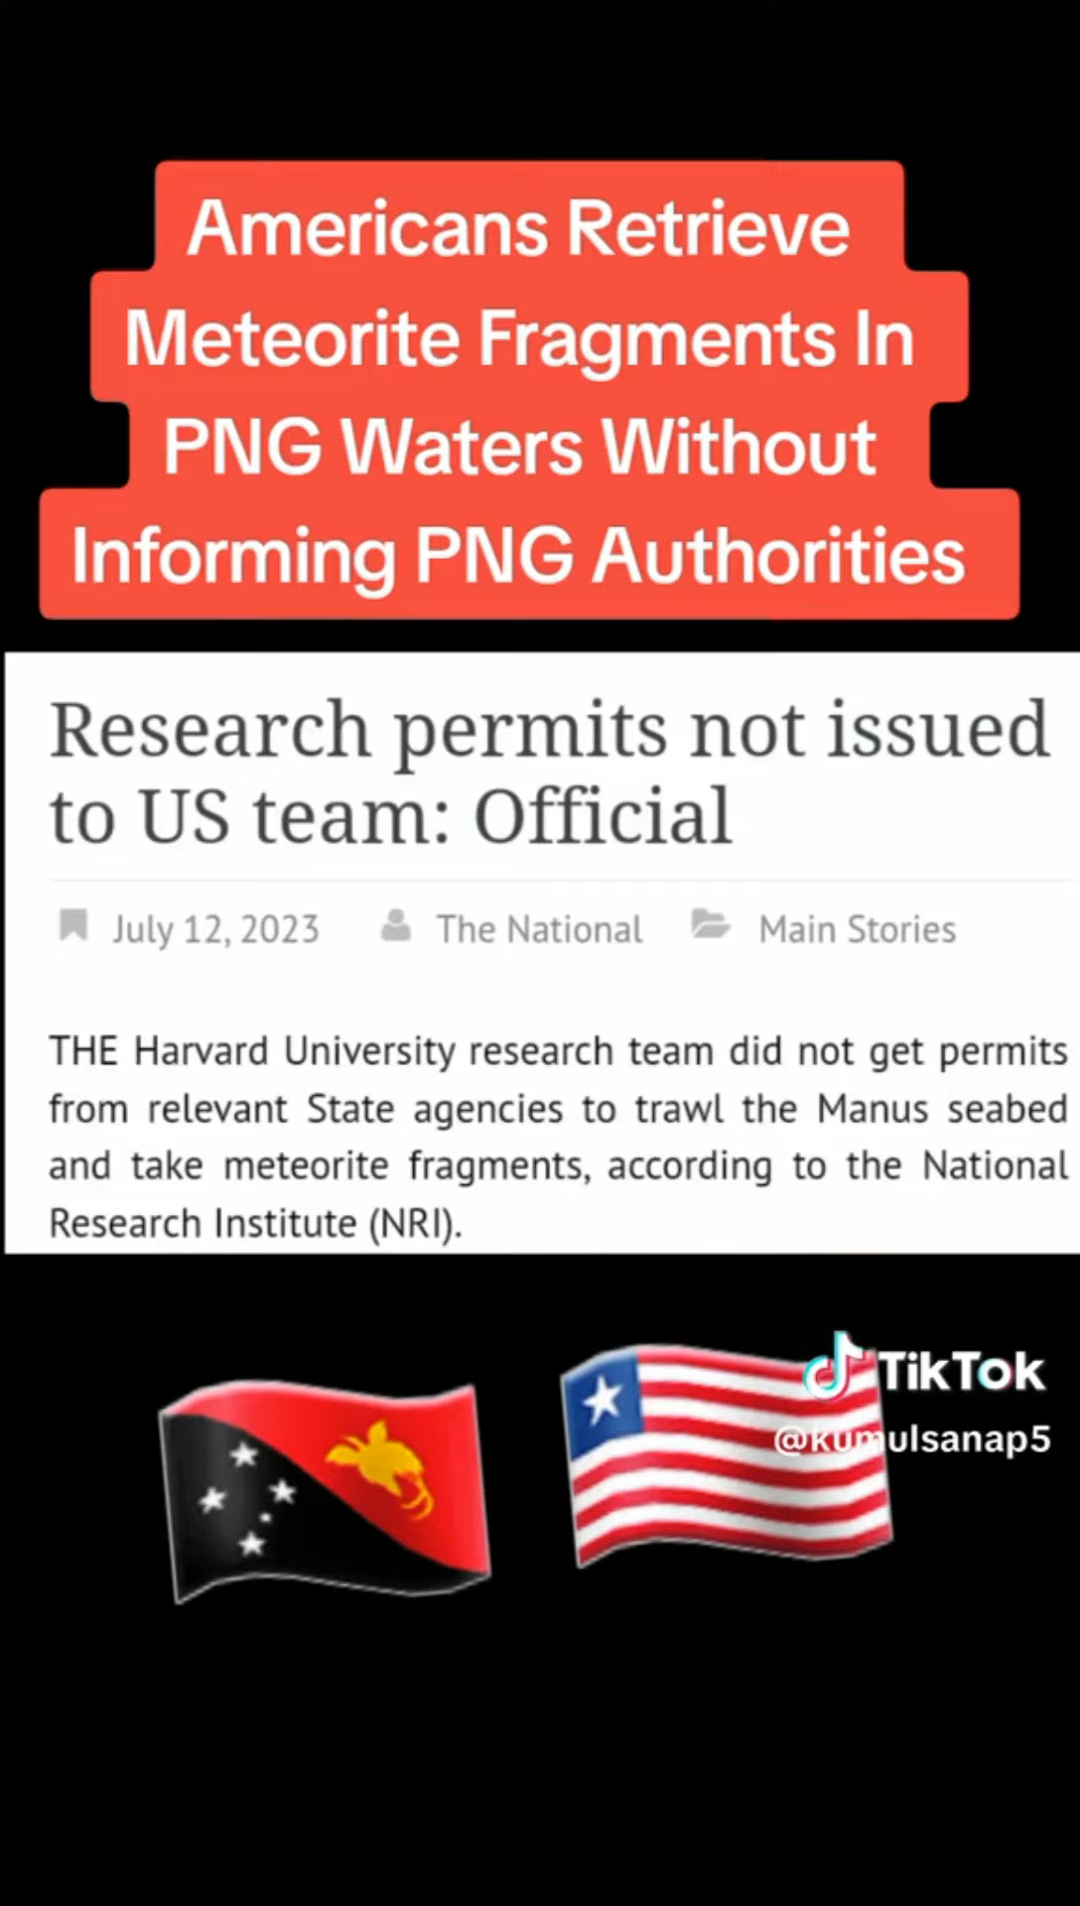 Americans Retrieve
Meteorite Fragments In
PNG Waters Without
Informing PNG Authorities
Research permits not issued
to US team: Official
July 12, 2023 The National Main Stories
THE Harvard University research team did not get permits
from relevant State agencies to trawl the Manus seabed
and take meteorite fragments, according to the National
Research Institute (NRI).
TikTok
@kumulsanap5